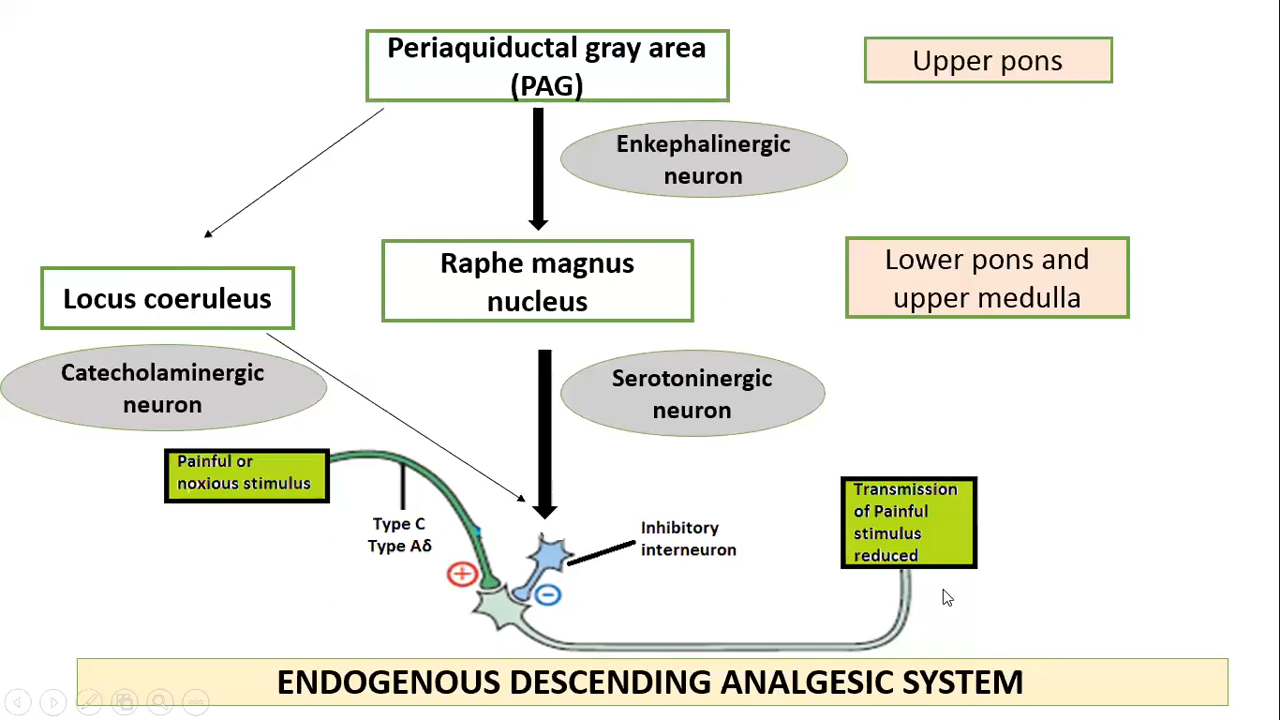 Periaquiductal gray area
(PAG)
Upper pons
Enkephalinergic
neuron
Raphe magnus
nucleus
Lower pons and
upper medulla
Locus coeruleus
Catecholaminergic
neuron
Serotoninergic
neuron
Painful or
noxious stimulus
Type C
Type Aδ
Inhibitory
interneuron
Transmission
of Painful
stimulus
reduced
+
−
ENDOGENOUS DESCENDING ANALGESIC SYSTEM